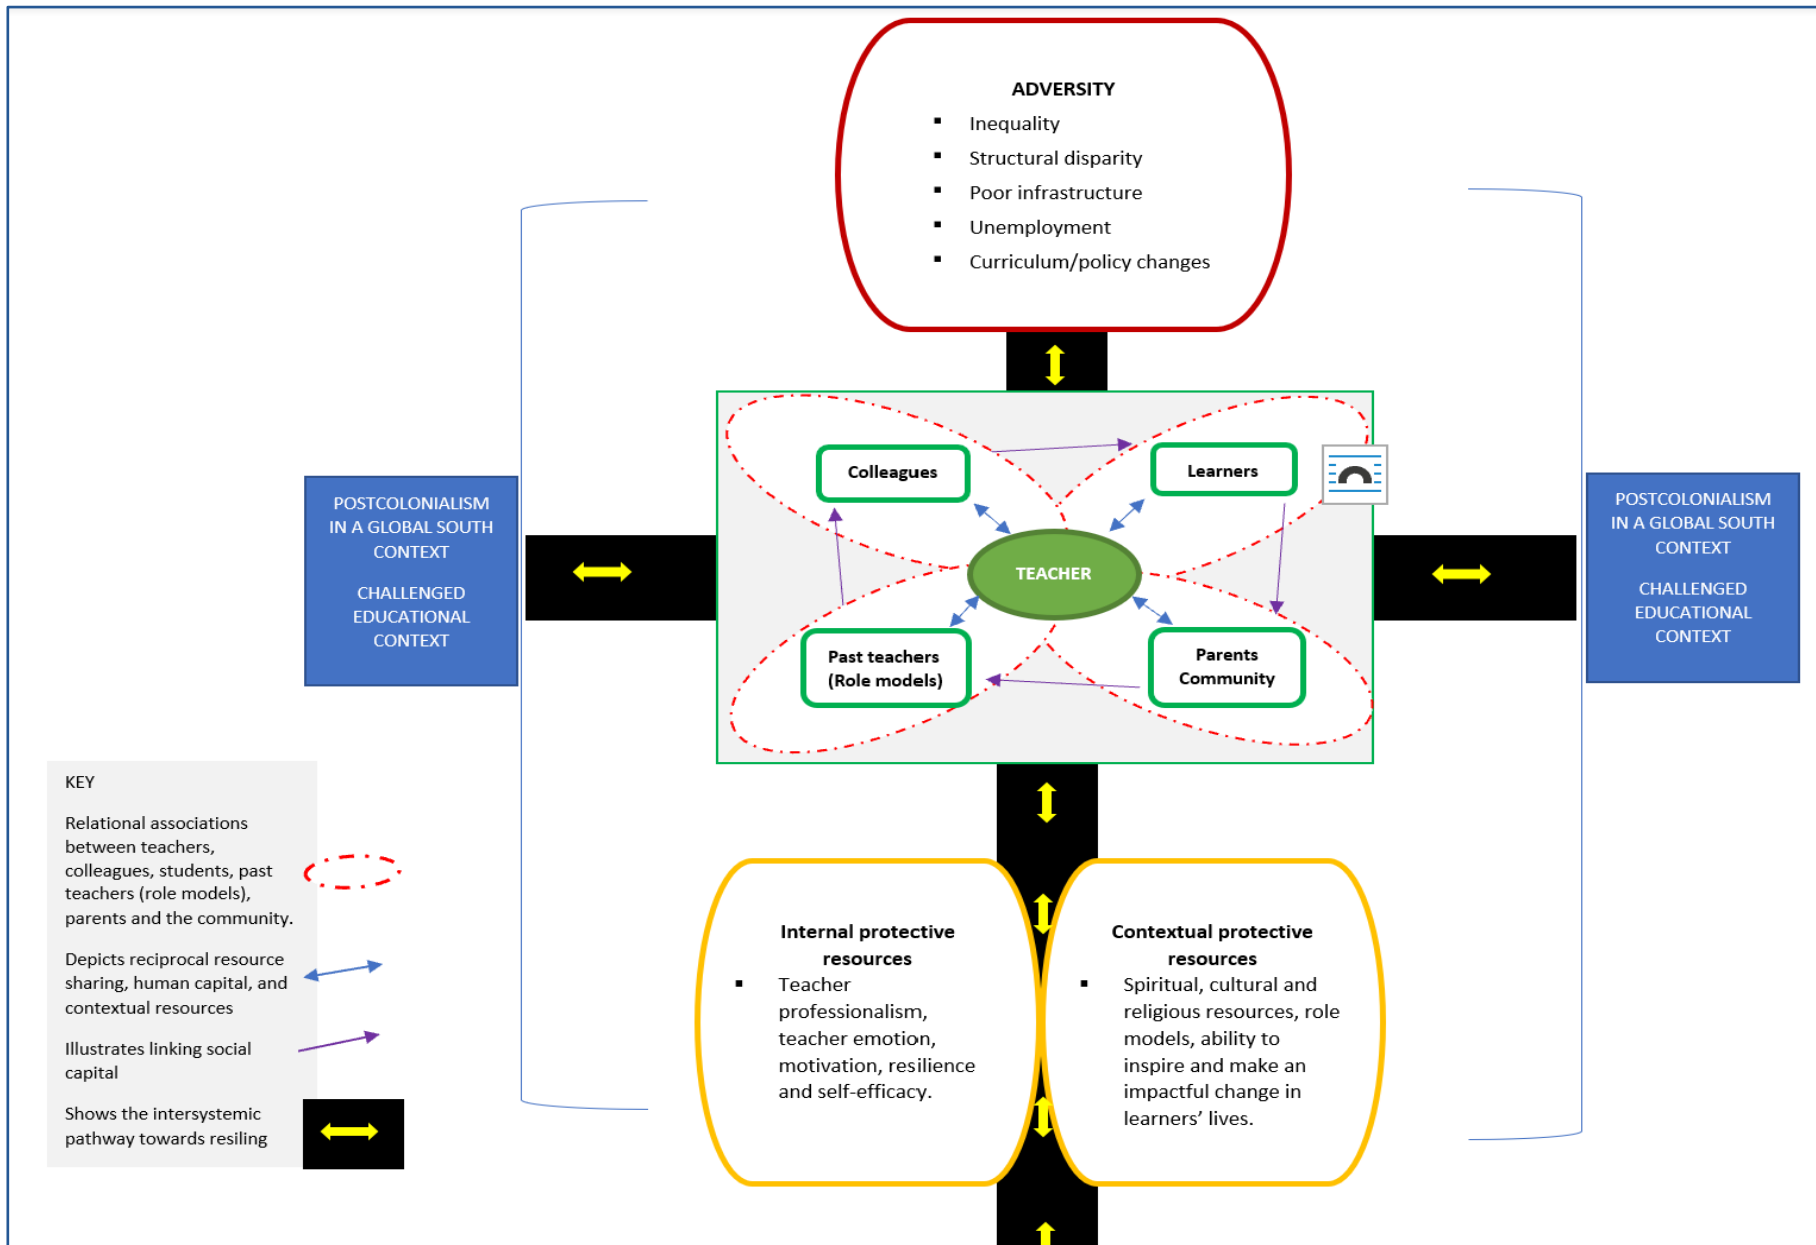 ADVERSITY
▪ Inequality
▪ Structural disparity
▪ Poor infrastructure
▪ Unemployment
▪ Curriculum/policy changes
POSTCOLONIALISM
IN A GLOBAL SOUTH
CONTEXT
CHALLENGED
EDUCATIONAL
CONTEXT
Colleagues
Learners
TEACHER
Past teachers
(Role models)
Parents
Community
POSTCOLONIALISM
IN A GLOBAL SOUTH
CONTEXT
CHALLENGED
EDUCATIONAL
CONTEXT
KEY
Relational associations
between teachers,
colleagues, students, past
teachers (role models),
parents and the community.
Depicts reciprocal resource
sharing, human capital, and
contextual resources
Illustrates linking social
capital
Shows the intersystemic
pathway towards resiling
Internal protective
resources
▪ Teacher
professionalism,
teacher emotion,
motivation, resilience
and self-efficacy.
Contextual protective
resources
▪ Spiritual, cultural and
religious resources, role
models, ability to
inspire and make an
impactful change in
learners’ lives.